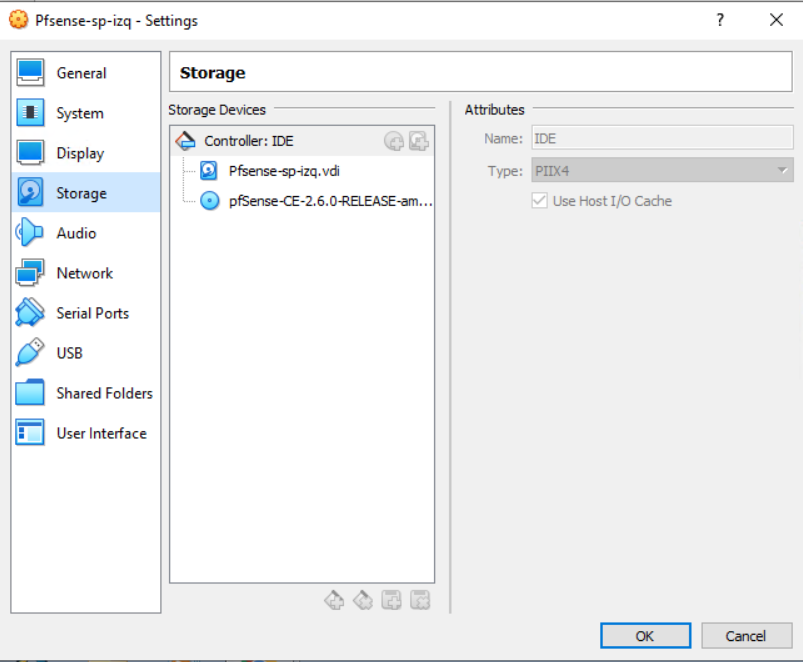 Pfsense-sp-izq - Settings
?
General
System
Display
Storage
Audio
Network
Serial Ports
USB
Shared Folders
User Interface
Storage
Storage Devices
Controller: IDE
Pfsense-sp-izq.vdi
pfSense-CE-2.6.0-RELEASE-am...
Attributes
Name: IDE
Type: PIIX4
Use Host I/O Cache
OK Cancel